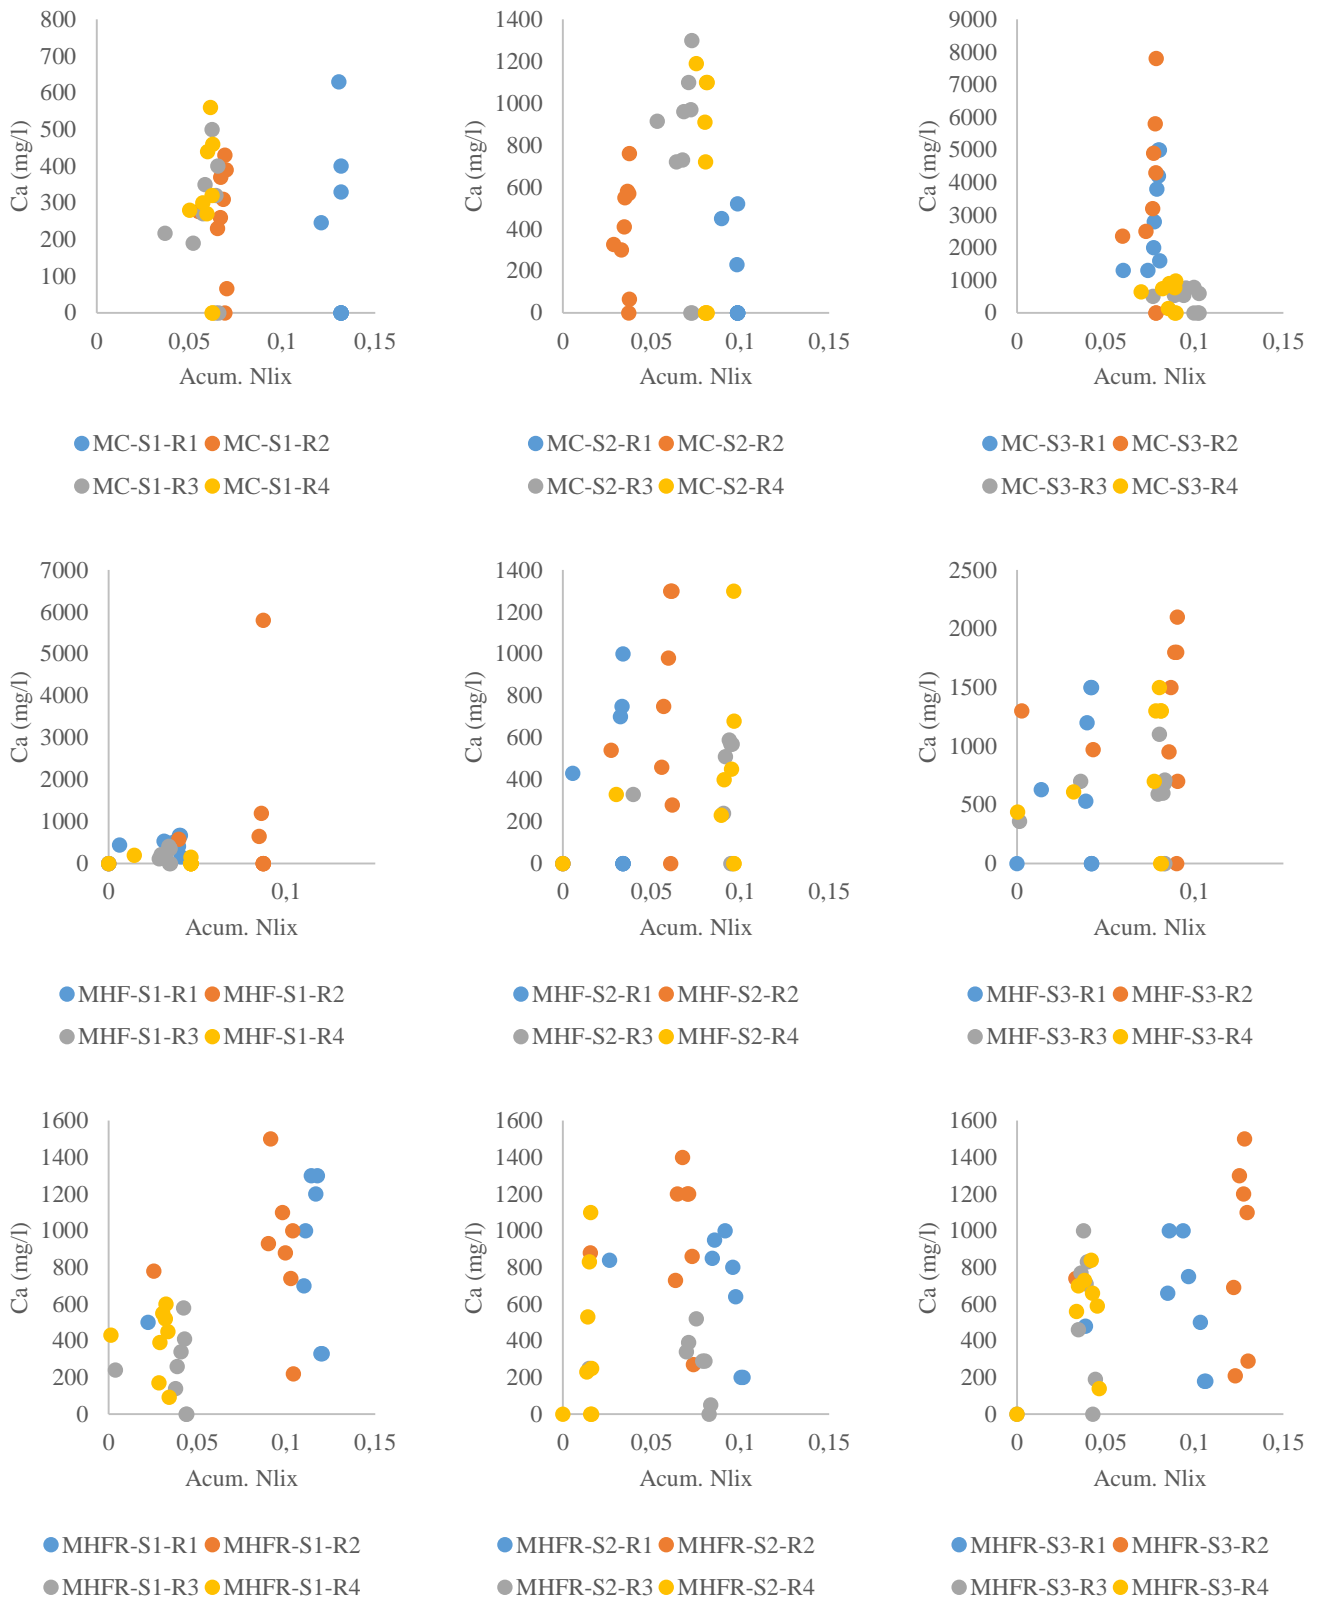 800
700
600
500
400
300
200
100
0
Ca (mg/l)
0 0,05 0,1 0,15
Acum. Nlix
MC-S1-R1 MC-S1-R2
MC-S1-R3 MC-S1-R4
1400
1200
1000
800
600
400
200
0
Ca (mg/l)
0 0,05 0,1 0,15
Acum. Nlix
MC-S2-R1 MC-S2-R2
MC-S2-R3 MC-S2-R4
9000
8000
7000
6000
5000
4000
3000
2000
1000
0
Ca (mg/l)
0 0,05 0,1 0,15
Acum. Nlix
MC-S3-R1 MC-S3-R2
MC-S3-R3 MC-S3-R4
7000
6000
5000
4000
3000
2000
1000
0
Ca (mg/l)
0 0,1
Acum. Nlix
MHF-S1-R1 MHF-S1-R2
MHF-S1-R3 MHF-S1-R4
1400
1200
1000
800
600
400
200
0
Ca (mg/l)
0 0,05 0,1 0,15
Acum. Nlix
MHF-S2-R1 MHF-S2-R2
MHF-S2-R3 MHF-S2-R4
2500
2000
1500
1000
500
0
Ca (mg/l)
0 0,1
Acum. Nlix
MHF-S3-R1 MHF-S3-R2
MHF-S3-R3 MHF-S3-R4
1600
1400
1200
1000
800
600
400
200
0
Ca (mg/l)
0 0,05 0,1 0,15
Acum. Nlix
MHFR-S1-R1 MHFR-S1-R2
MHFR-S1-R3 MHFR-S1-R4
1600
1400
1200
1000
800
600
400
200
0
Ca (mg/l)
0 0,05 0,1 0,15
Acum. Nlix
MHFR-S2-R1 MHFR-S2-R2
MHFR-S2-R3 MHFR-S2-R4
1600
1400
1200
1000
800
600
400
200
0
Ca (mg/l)
0 0,05 0,1 0,15
Acum. Nlix
MHFR-S3-R1 MHFR-S3-R2
MHFR-S3-R3 MHFR-S3-R4